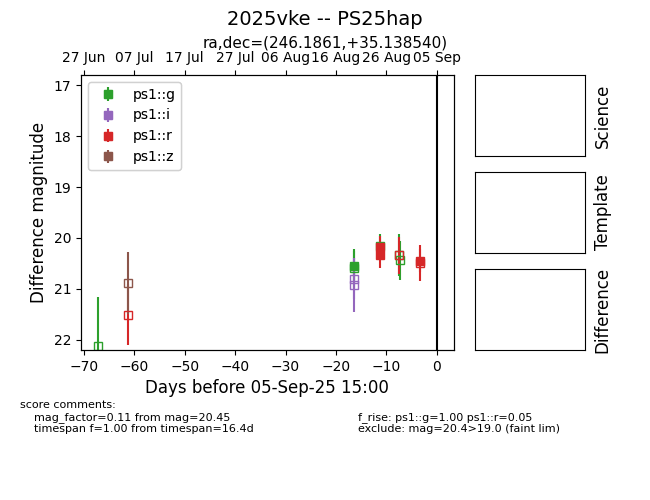 2025vke -- PS25hap
ra,dec=(246.1861,+35.138540)
27 Jun 07 Jul 17 Jul 27 Jul 06 Aug 16 Aug 26 Aug 05 Sep
ps1::g
ps1::i
ps1::r
ps1::z
17
18
19
20
21
22
Difference magnitude
−70 −60 −50 −40 −30 −20 −10 0
Days before 05-Sep-25 15:00
Science
Template
Difference
score comments:
mag_factor=0.11 from mag=20.45
timespan f=1.00 from timespan=16.4d
f_rise: ps1::g=1.00 ps1::r=0.05
exclude: mag=20.4>19.0 (faint lim)